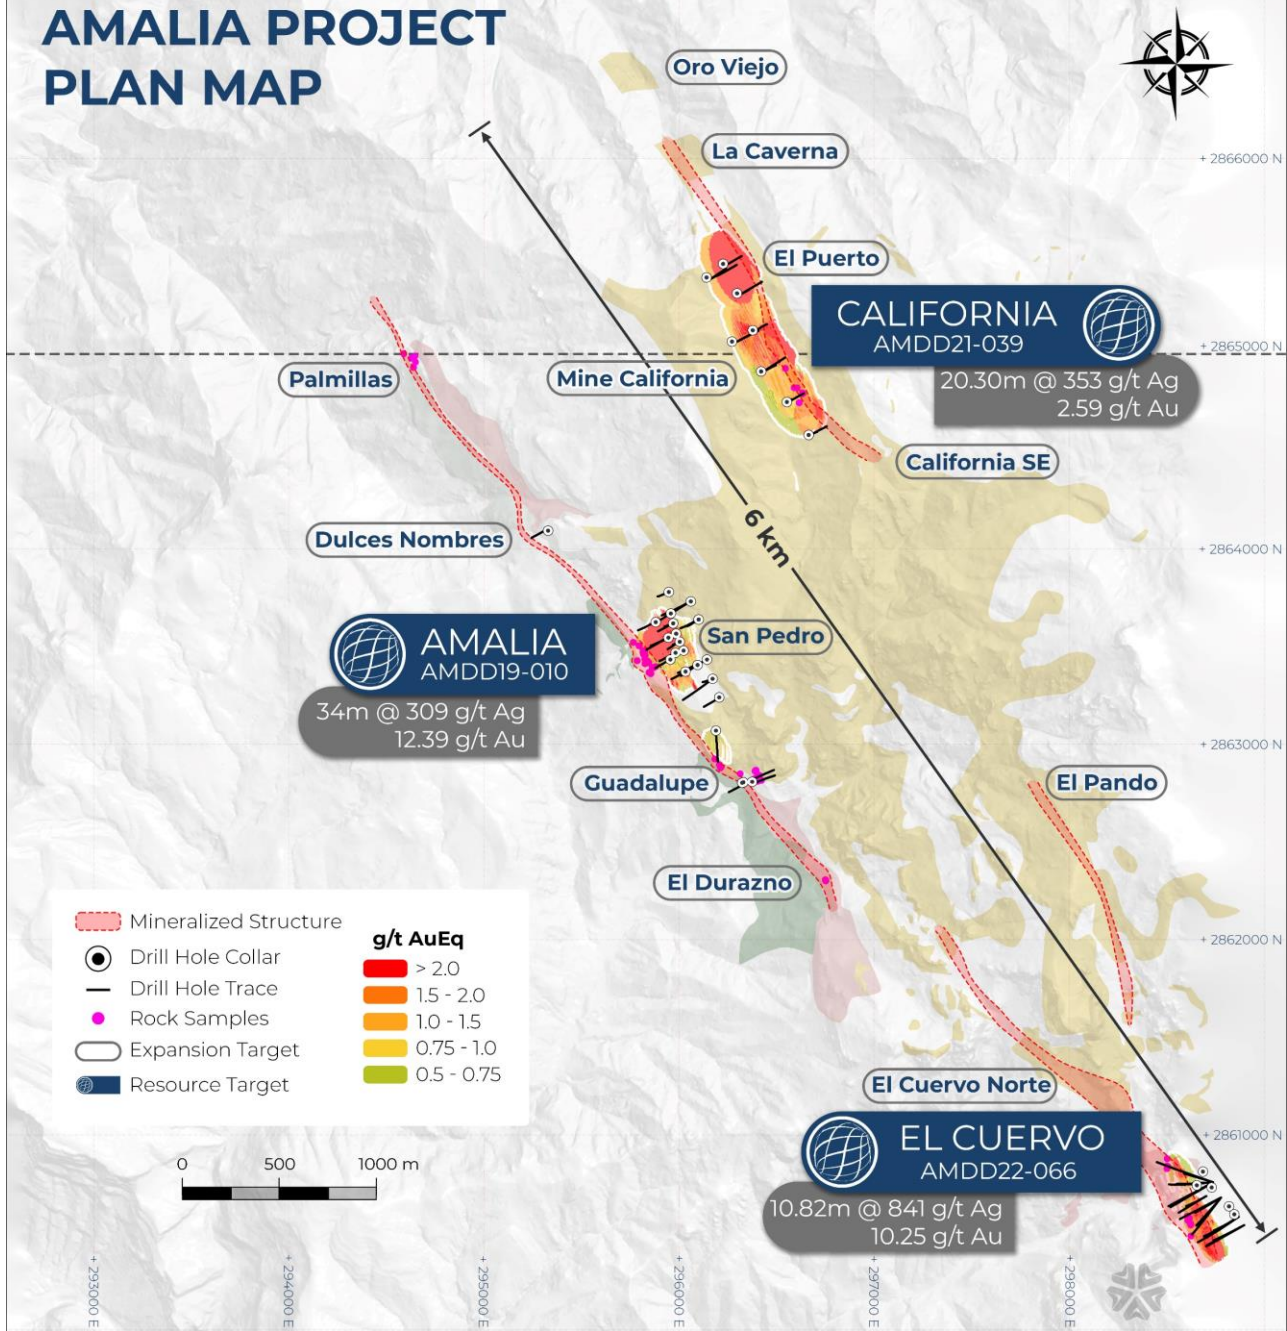 AMALIA PROJECT
PLAN MAP
Oro Viejo
La Caverna
+ 2866000 N
El Puerto
CALIFORNIA
AMDD21-039
+ 2865000 N
20.30m @ 353 g/t Ag
2.59 g/t Au
Palmillas
Mine California
California SE
6 km
Dulces Nombres
+ 2864000 N
AMALIA
AMDD19-010
34m @ 309 g/t Ag
12.39 g/t Au
San Pedro
+ 2863000 N
Guadalupe
El Pando
El Durazno
+ 2862000 N
Mineralized Structure
Drill Hole Collar
Drill Hole Trace
Rock Samples
Expansion Target
Resource Target
g/t AuEq
> 2.0
1.5 - 2.0
1.0 - 1.5
0.75 - 1.0
0.5 - 0.75
El Cuervo Norte
EL CUERVO
AMDD22-066
+ 2861000 N
10.82m @ 841 g/t Ag
10.25 g/t Au
0 500 1000 m
+ 293000 E
+ 294000 E
+ 295000 E
+ 296000 E
+ 297000 E
+ 298000 E